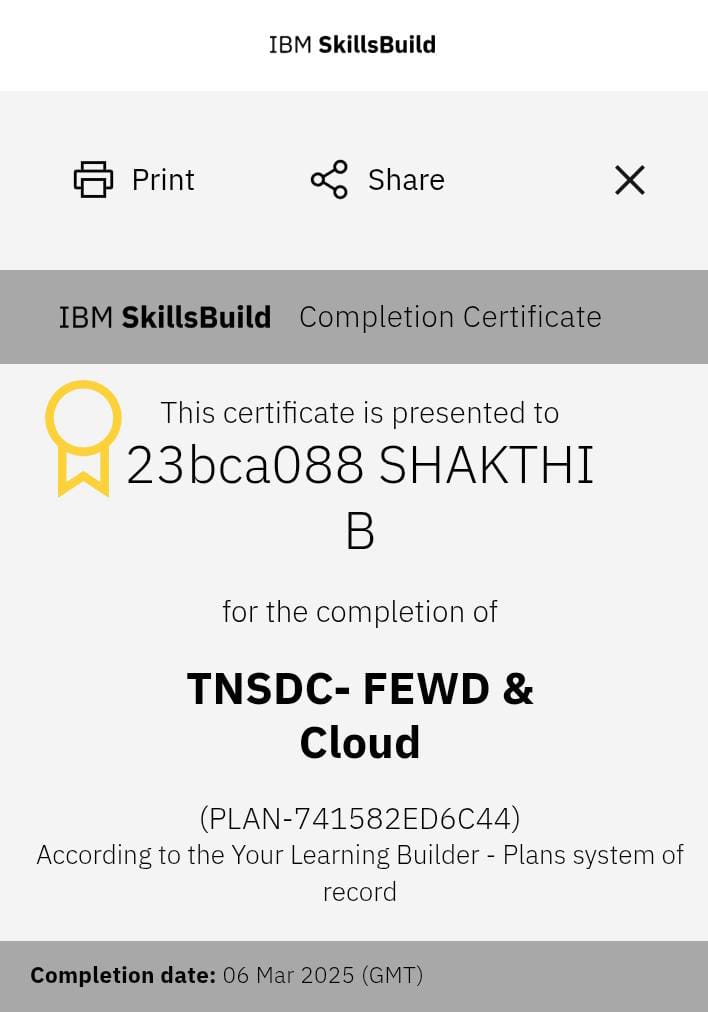 IBM SkillsBuild
Print
Share
IBM SkillsBuild Completion Certificate
This certificate is presented to
23bca088 SHAKTHI
B
for the completion of
TNSDC- FEWD &
Cloud
(PLAN-741582ED6C44)
According to the Your Learning Builder - Plans system of
record
Completion date: 06 Mar 2025 (GMT)